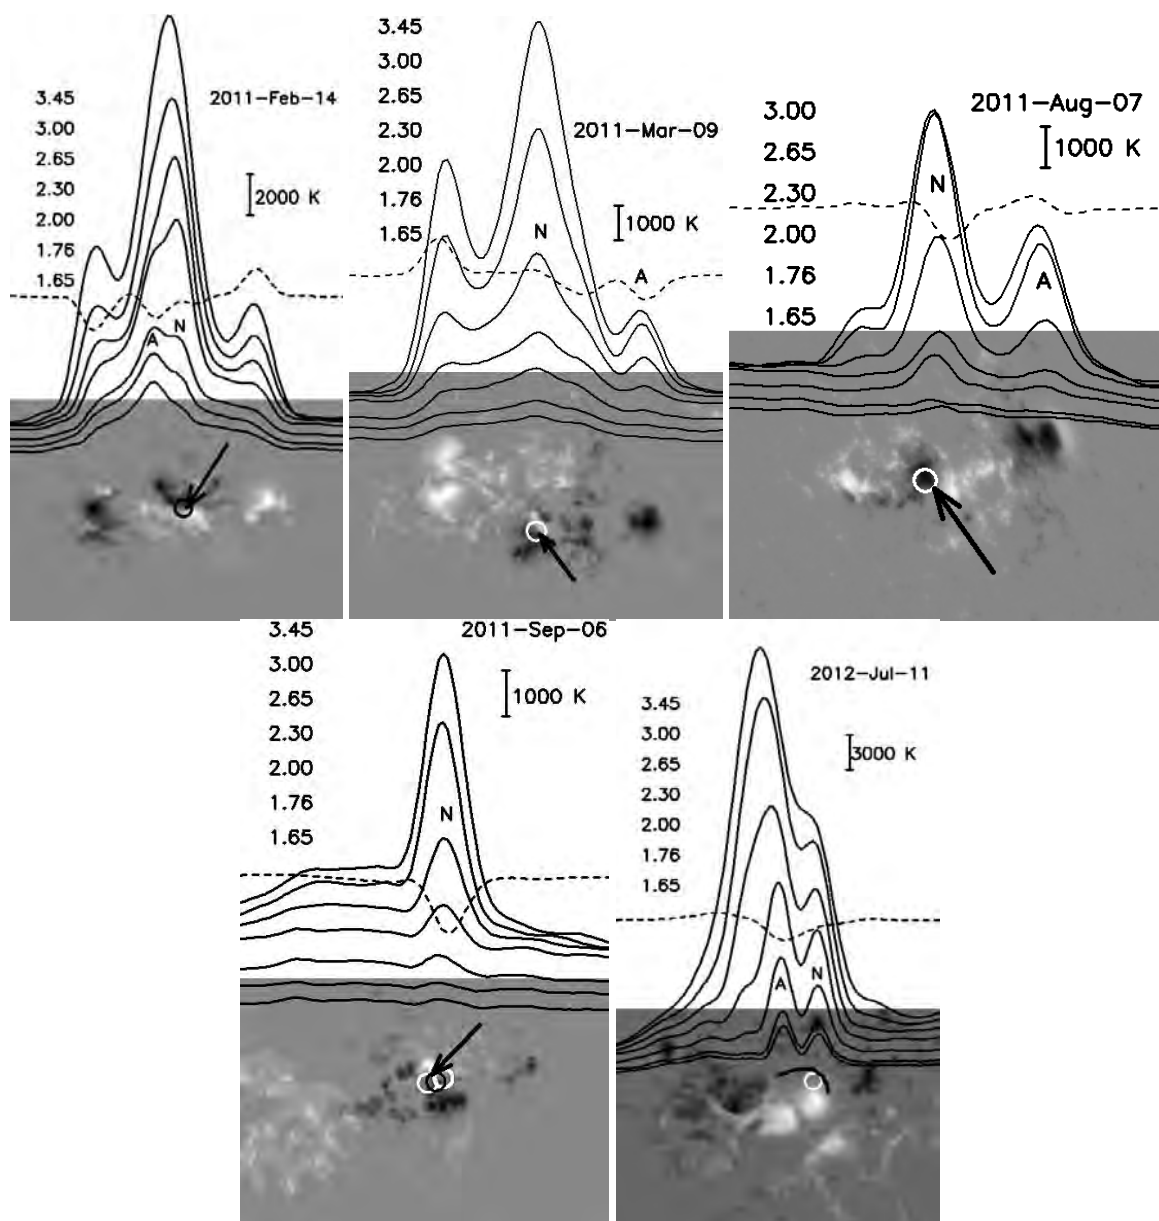 2011-Feb-14
3.45
3.00
2.65
2.30
2.00
1.76
1.65
2000 K
N
A
2011-Mar-09
3.45
3.00
2.65
2.30
2.00
1.76
1.65
1000 K
N
A
2011-Aug-07
3.00
2.65
2.30
2.00
1.76
1.65
1000 K
N
A
2011-Sep-06
3.45
3.00
2.65
2.30
2.00
1.76
1.65
1000 K
N
2012-Jul-11
3.45
3.00
2.65
2.30
2.00
1.76
1.65
3000 K
A
N